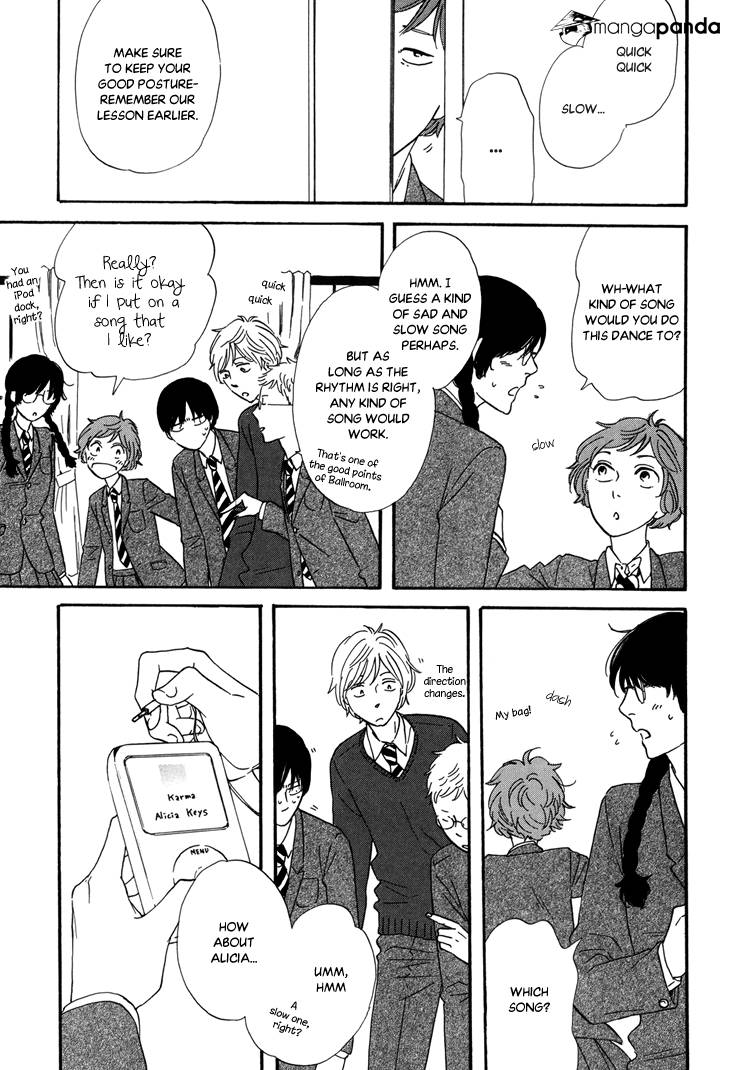 mangapanda
QUICK
QUICK
SLOW...
...
MAKE SURE
TO KEEP YOUR
GOOD POSTURE-
REMEMBER OUR
LESSON EARLIER.
WH-WHAT
KIND OF SONG
WOULD YOU DO
THIS DANCE TO?
slow
HMM. I
GUESS A KIND
OF SAD AND
SLOW SONG
PERHAPS.
BUT AS
LONG AS THE
RHYTHM IS RIGHT,
ANY KIND
OF SONG WOULD
WORK.
That's one of
the good points
of Ballroom.
quick
quick
Really?
Then is it okay
if I put on a
song that
I like?
You
had an
iPod
dock,
right?
dash
My bag!
WHICH
SONG?
The
direction
changes.
UMM,
HMM
A
slow one,
right?
HOW
ABOUT
ALICIA...
Karma
Alicia Keys
MENU